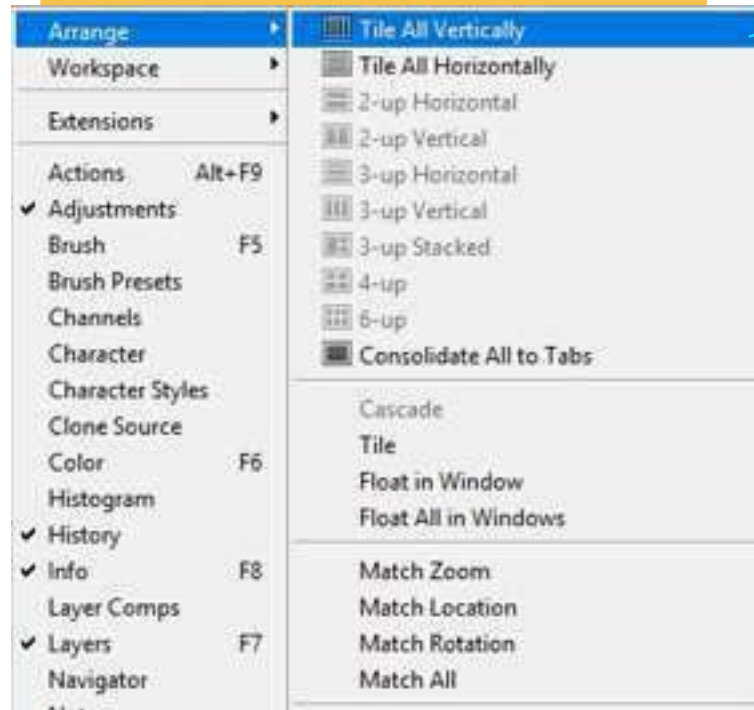 Arrange
Workspace
Extensions
Actions Alt+F9
Adjustments
Brush F5
Brush Presets
Channels
Character
Character Styles
Clone Source
Color F6
Histogram
History
Info F8
Layer Comps
Layers F7
Navigator
Tile All Vertically
Tile All Horizontally
2-up Horizontal
2-up Vertical
3-up Horizontal
3-up Vertical
3-up Stacked
4-up
6-up
Consolidate All to Tabs
Cascade
Tile
Float in Window
Float All in Windows
Match Zoom
Match Location
Match Rotation
Match All